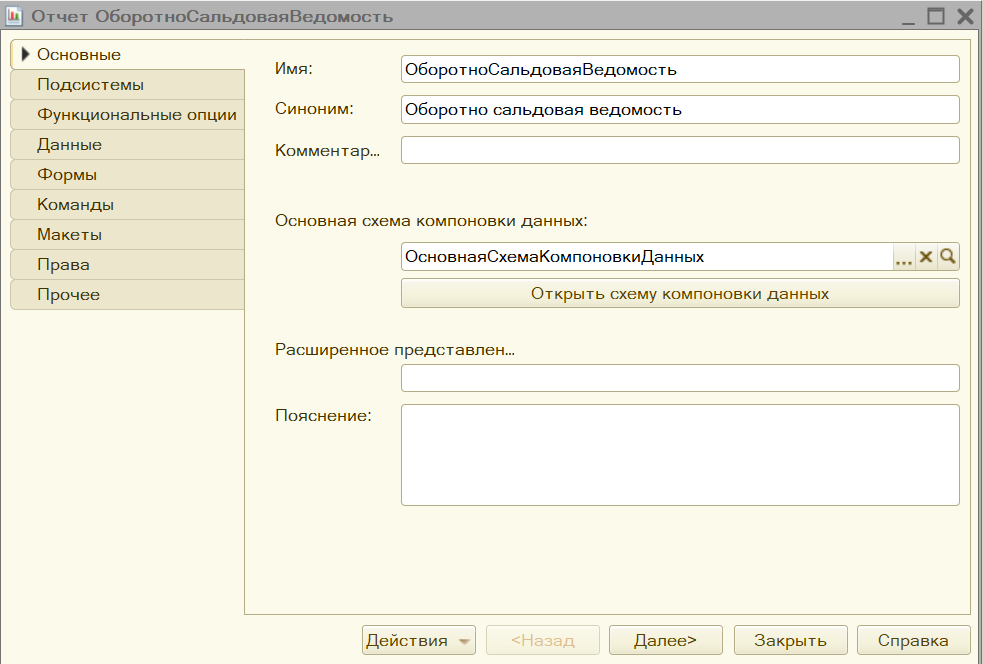 Отчет ОборотноСальдоваяВедомость
Основные
Подсистемы
Функциональные опции
Данные
Формы
Команды
Макеты
Права
Прочее
Имя:
ОборотноСальдоваяВедомость
Синоним:
Оборотно сальдовая ведомость
Комментар...
Основная схема компоновки данных:
ОсновнаяСхемаКомпоновкиДанных
...
Открыть схему компоновки данных
Расширенное представлен...
Пояснение:
Действия
<Назад
Далее>
Закрыть
Справка